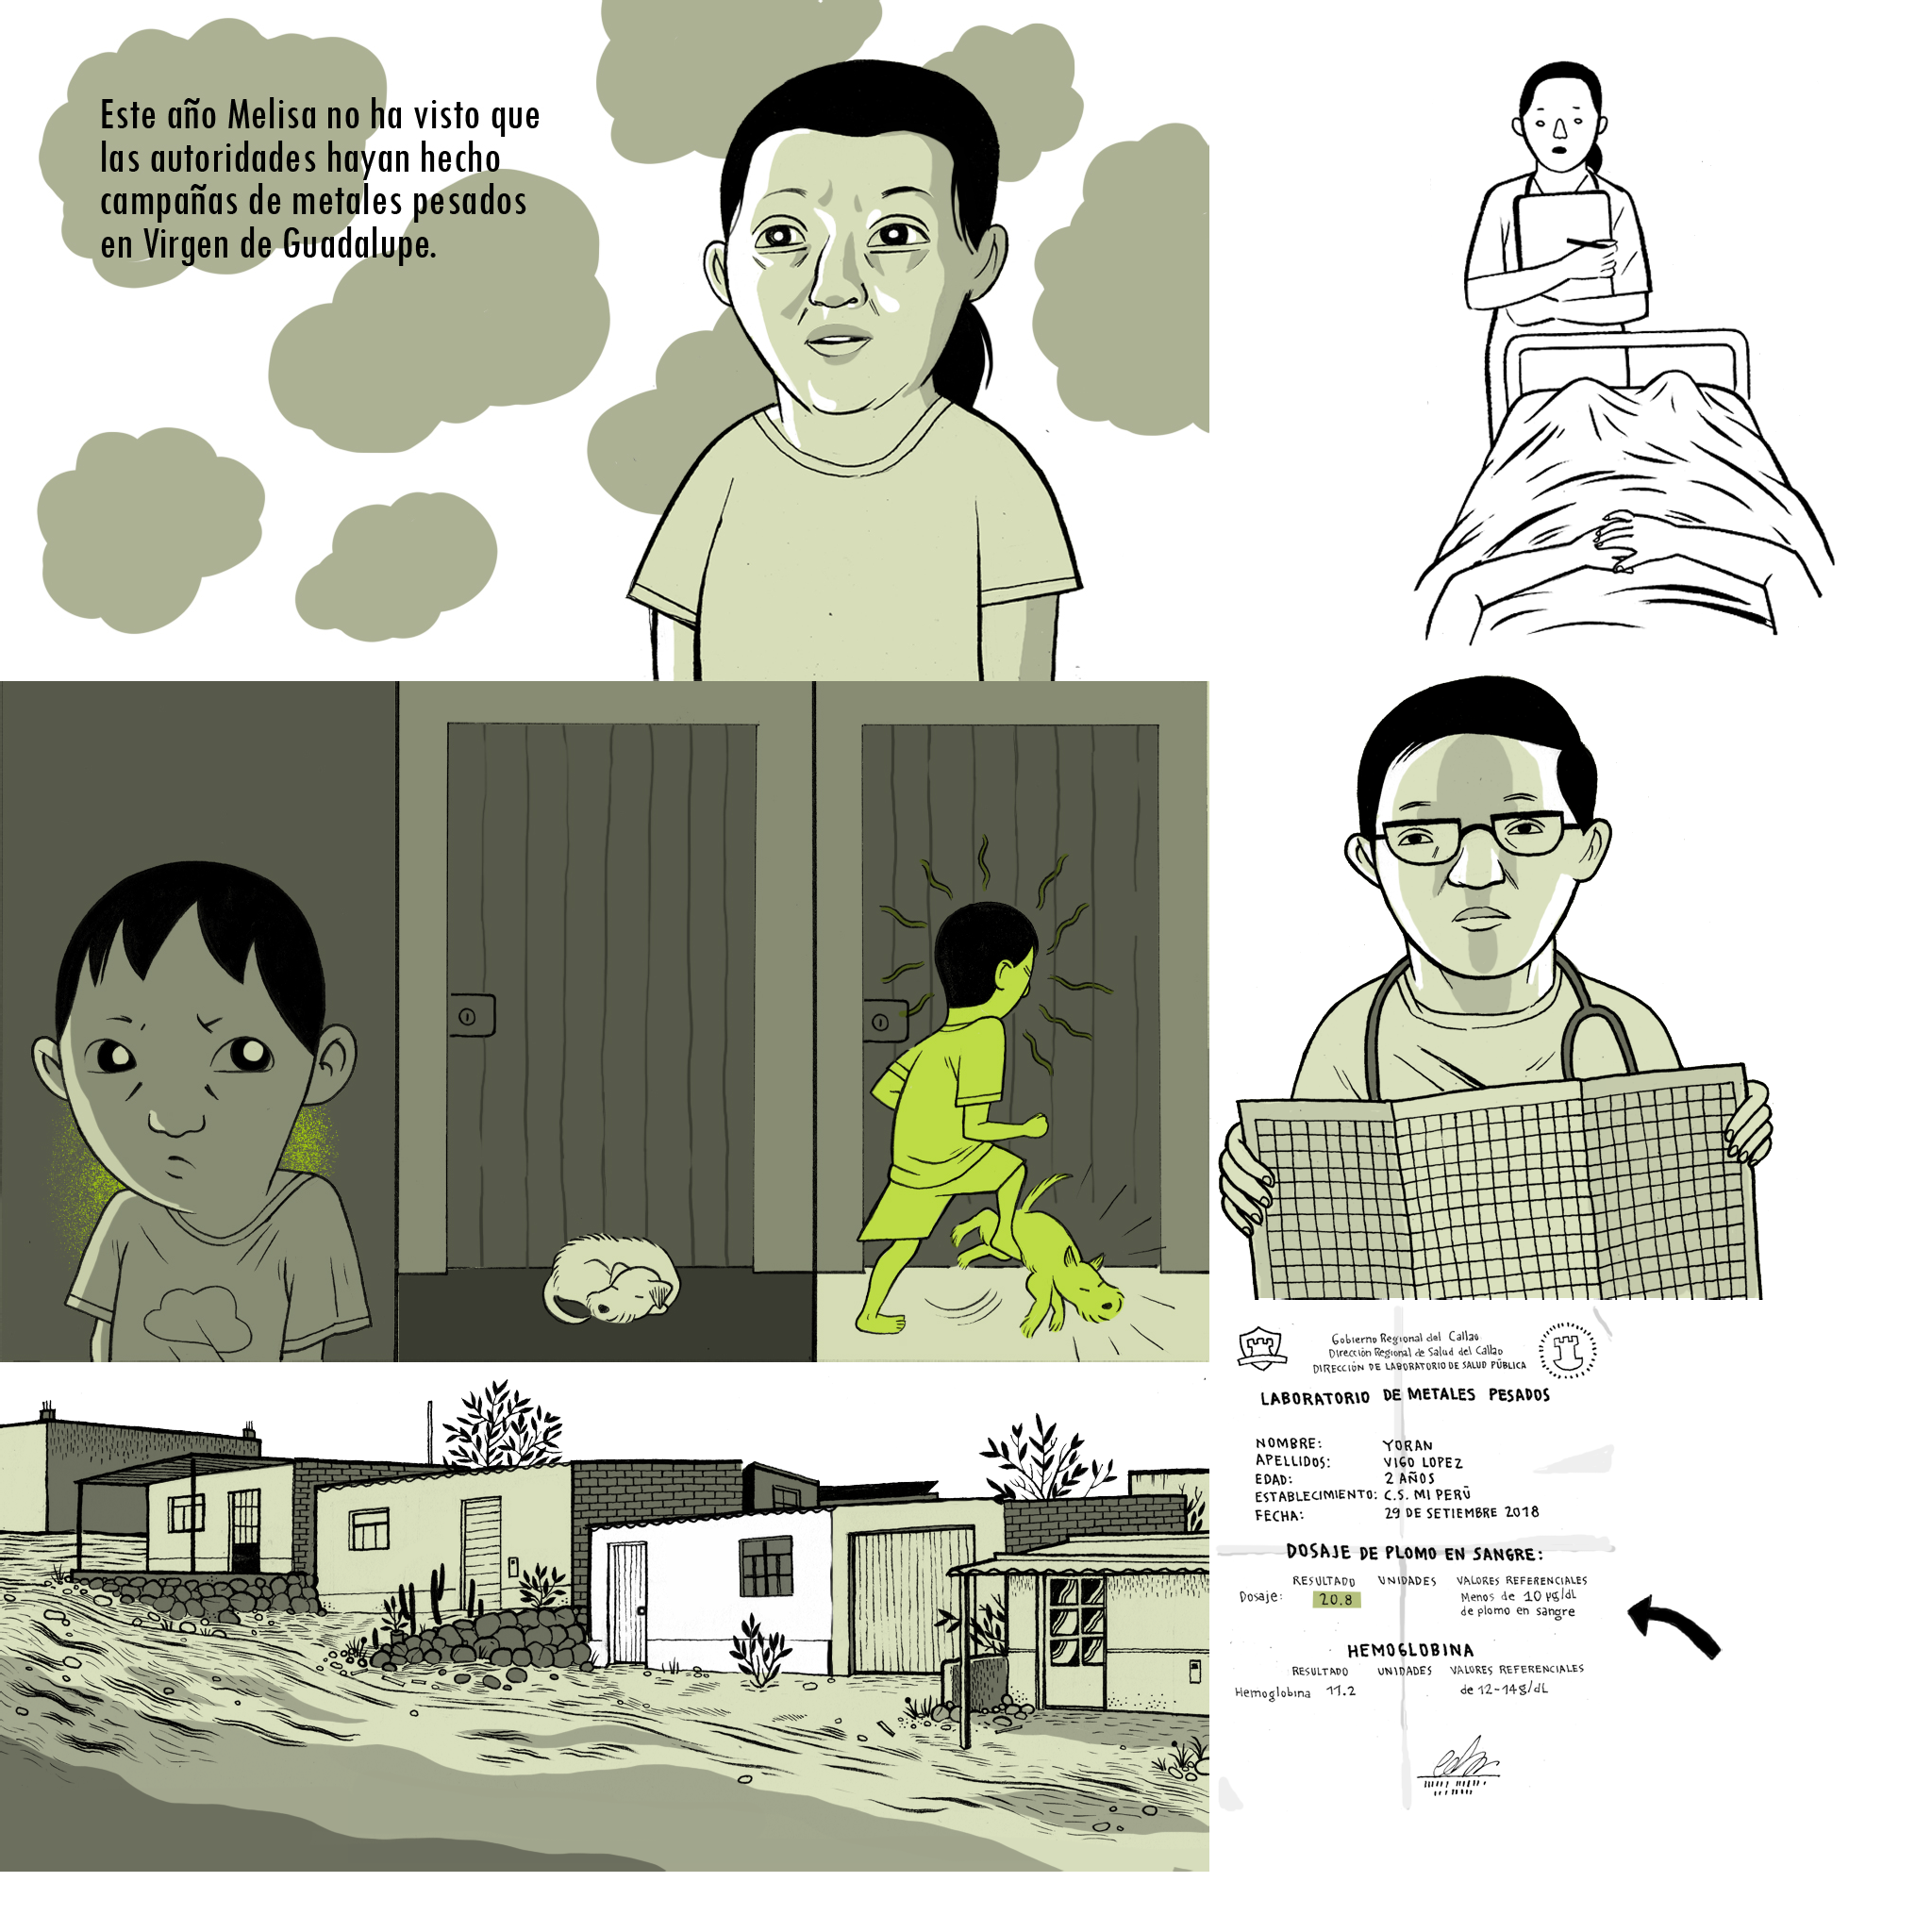 Este año Melisa no ha visto que
las autoridades hayan hecho
campañas de metales pesados
en Virgen de Guadalupe.
Gobierno Regional del Callao
Dirección Regional de Salud del Callao
DIRECCIÓN DE LABORATORIO DE SALUD PÚBLICA
LABORATORIO DE METALES PESADOS
NOMBRE: YORAN
APELLIDOS: VIGO LOPEZ
EDAD: 2 AÑOS
ESTABLECIMIENTO: C.S. MI PERÚ
FECHA: 29 DE SETIEMBRE 2018
DOSAJE DE PLOMO EN SANGRE:
RESULTADO UNIDADES VALORES REFERENCIALES
Dosaje: 20.8 Menos de 10 µg/dL
de plomo en sangre
HEMOGLOBINA
RESULTADO UNIDADES VALORES REFERENCIALES
Hemoglobina 11.2 de 12-14g/dL